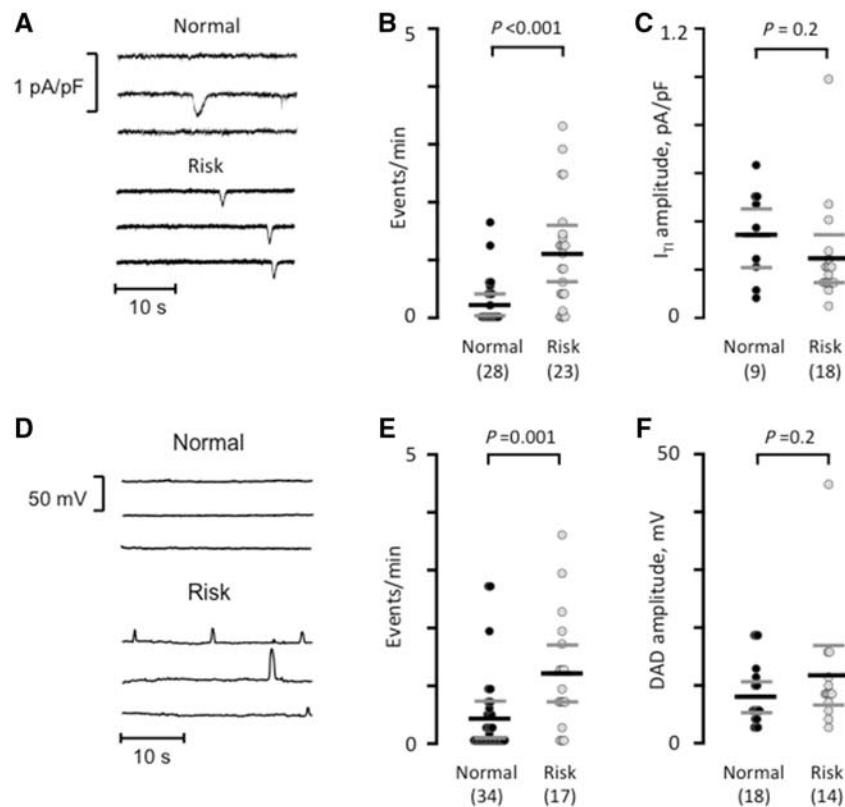 A
Normal
1 pA/pF
Risk
10 s
B
P <0.001
5
Events/min
0
Normal
(28)
Risk
(23)
C
P = 0.2
1.2
I_TI amplitude, pA/pF
0
Normal
(9)
Risk
(18)
D
Normal
50 mV
Risk
10 s
E
P =0.001
5
Events/min
0
Normal
(34)
Risk
(17)
F
P =0.2
50
DAD amplitude, mV
0
Normal
(18)
Risk
(14)